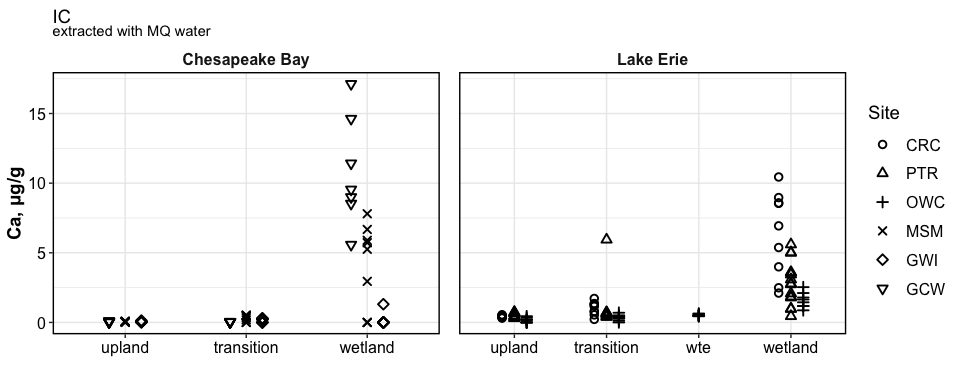 IC
extracted with MQ water
Chesapeake Bay
Lake Erie
Ca, µg/g
15
10
5
0
upland
transition
wetland
upland
transition
wte
wetland
Site
CRC
PTR
OWC
MSM
GWI
GCW